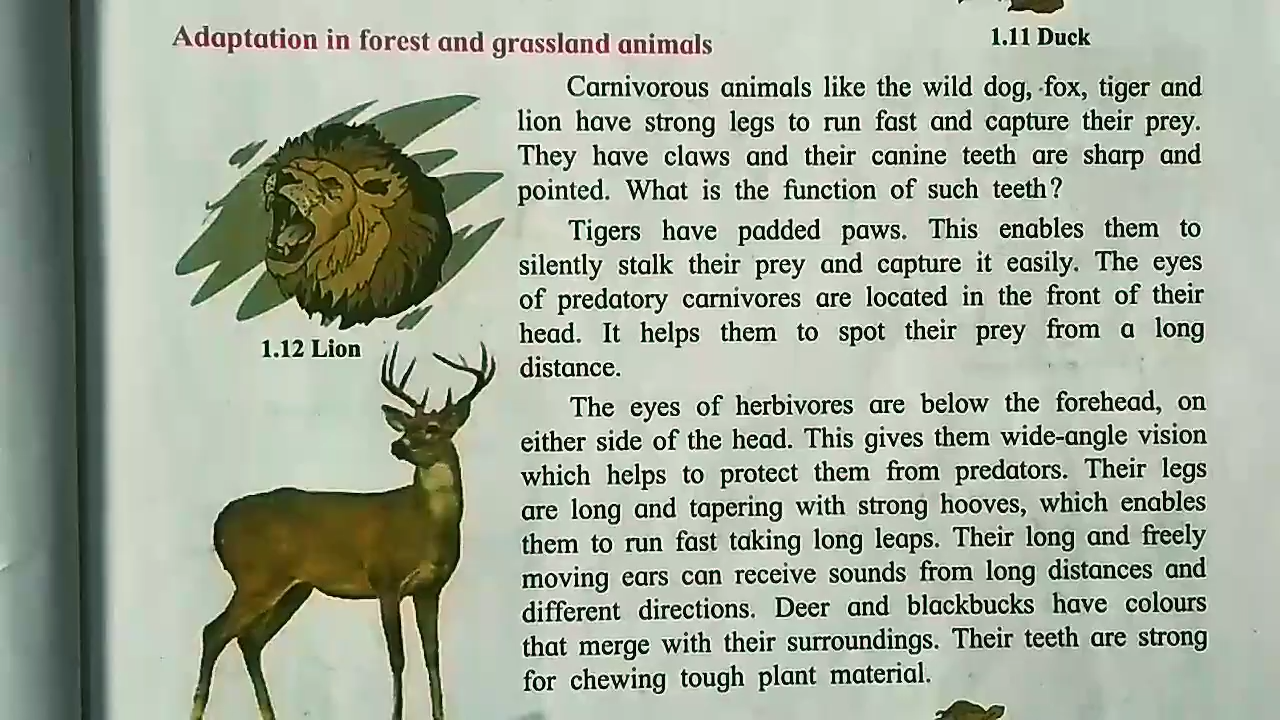 Adaptation in forest and grassland animals
1.11 Duck
Carnivorous animals like the wild dog, fox, tiger and
lion have strong legs to run fast and capture their prey.
They have claws and their canine teeth are sharp and
pointed. What is the function of such teeth?
Tigers have padded paws. This enables them to
silently stalk their prey and capture it easily. The eyes
of predatory carnivores are located in the front of their
head. It helps them to spot their prey from a long
distance.
1.12 Lion
The eyes of herbivores are below the forehead, on
either side of the head. This gives them wide-angle vision
which helps to protect them from predators. Their legs
are long and tapering with strong hooves, which enables
them to run fast taking long leaps. Their long and freely
moving ears can receive sounds from long distances and
different directions. Deer and blackbucks have colours
that merge with their surroundings. Their teeth are strong
for chewing tough plant material.